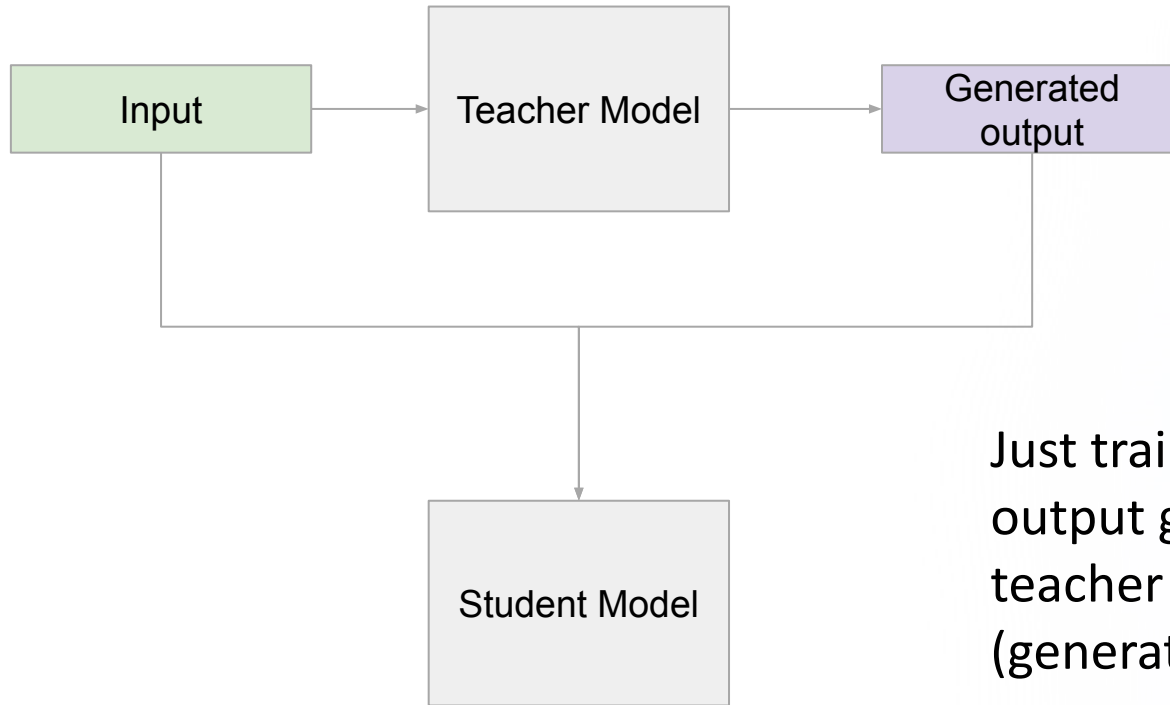 Input
Teacher Model
Generated
output
Student Model
Just trai
output g
teacher
(generat